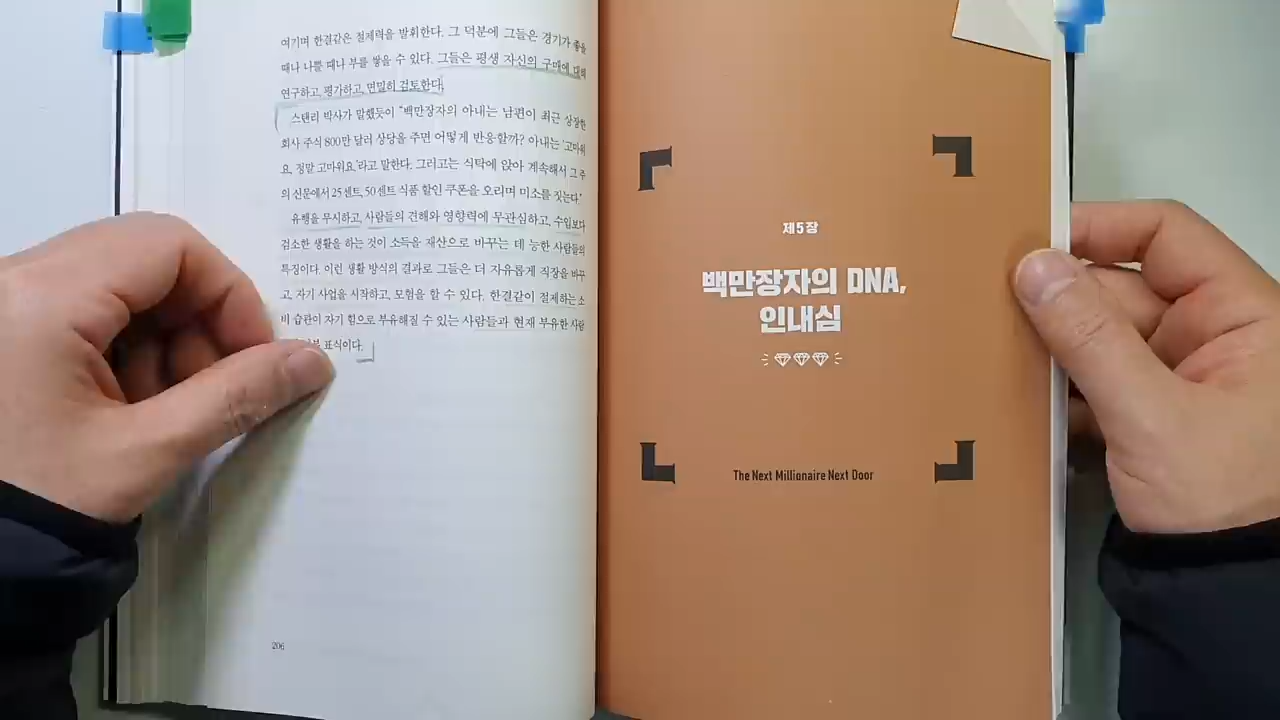 여기며 한결같은 절제력을 발휘한다. 그 덕분에 그들은 경기가 좋을
때나 나쁠 때나 부를 쌓을 수 있다. 그들은 평생 자신의 구매에 대해
연구하고, 평가하고, 면밀히 검토한다.
스탠리 박사가 말했듯이 "백만장자의 아내는 남편이 최근 상장한
회사 주식 800만 달러 상당을 주면 어떻게 반응할까? 아내는 '고마워
요, 정말 고마워요'라고 말한다. 그러고는 식탁에 앉아 계속해서 그 주
의 신문에서 25센트, 50센트 식품 할인 쿠폰을 오리며 미소를 짓는다."
유행을 무시하고, 사람들의 견해와 영향력에 무관심하고, 수입보다
검소한 생활을 하는 것이 소득을 재산으로 바꾸는 데 능한 사람들의
특징이다. 이런 생활 방식의 결과로 그들은 더 자유롭게 직장을 바꾸
고, 자기 사업을 시작하고, 모험을 할 수 있다. 한결같이 절제하는 소
비 습관이 자기 힘으로 부유해질 수 있는 사람들과 현재 부유한 사람
표식이다.
206
제5장
백만장자의 DNA,
인내심
The Next Millionaire Next Door